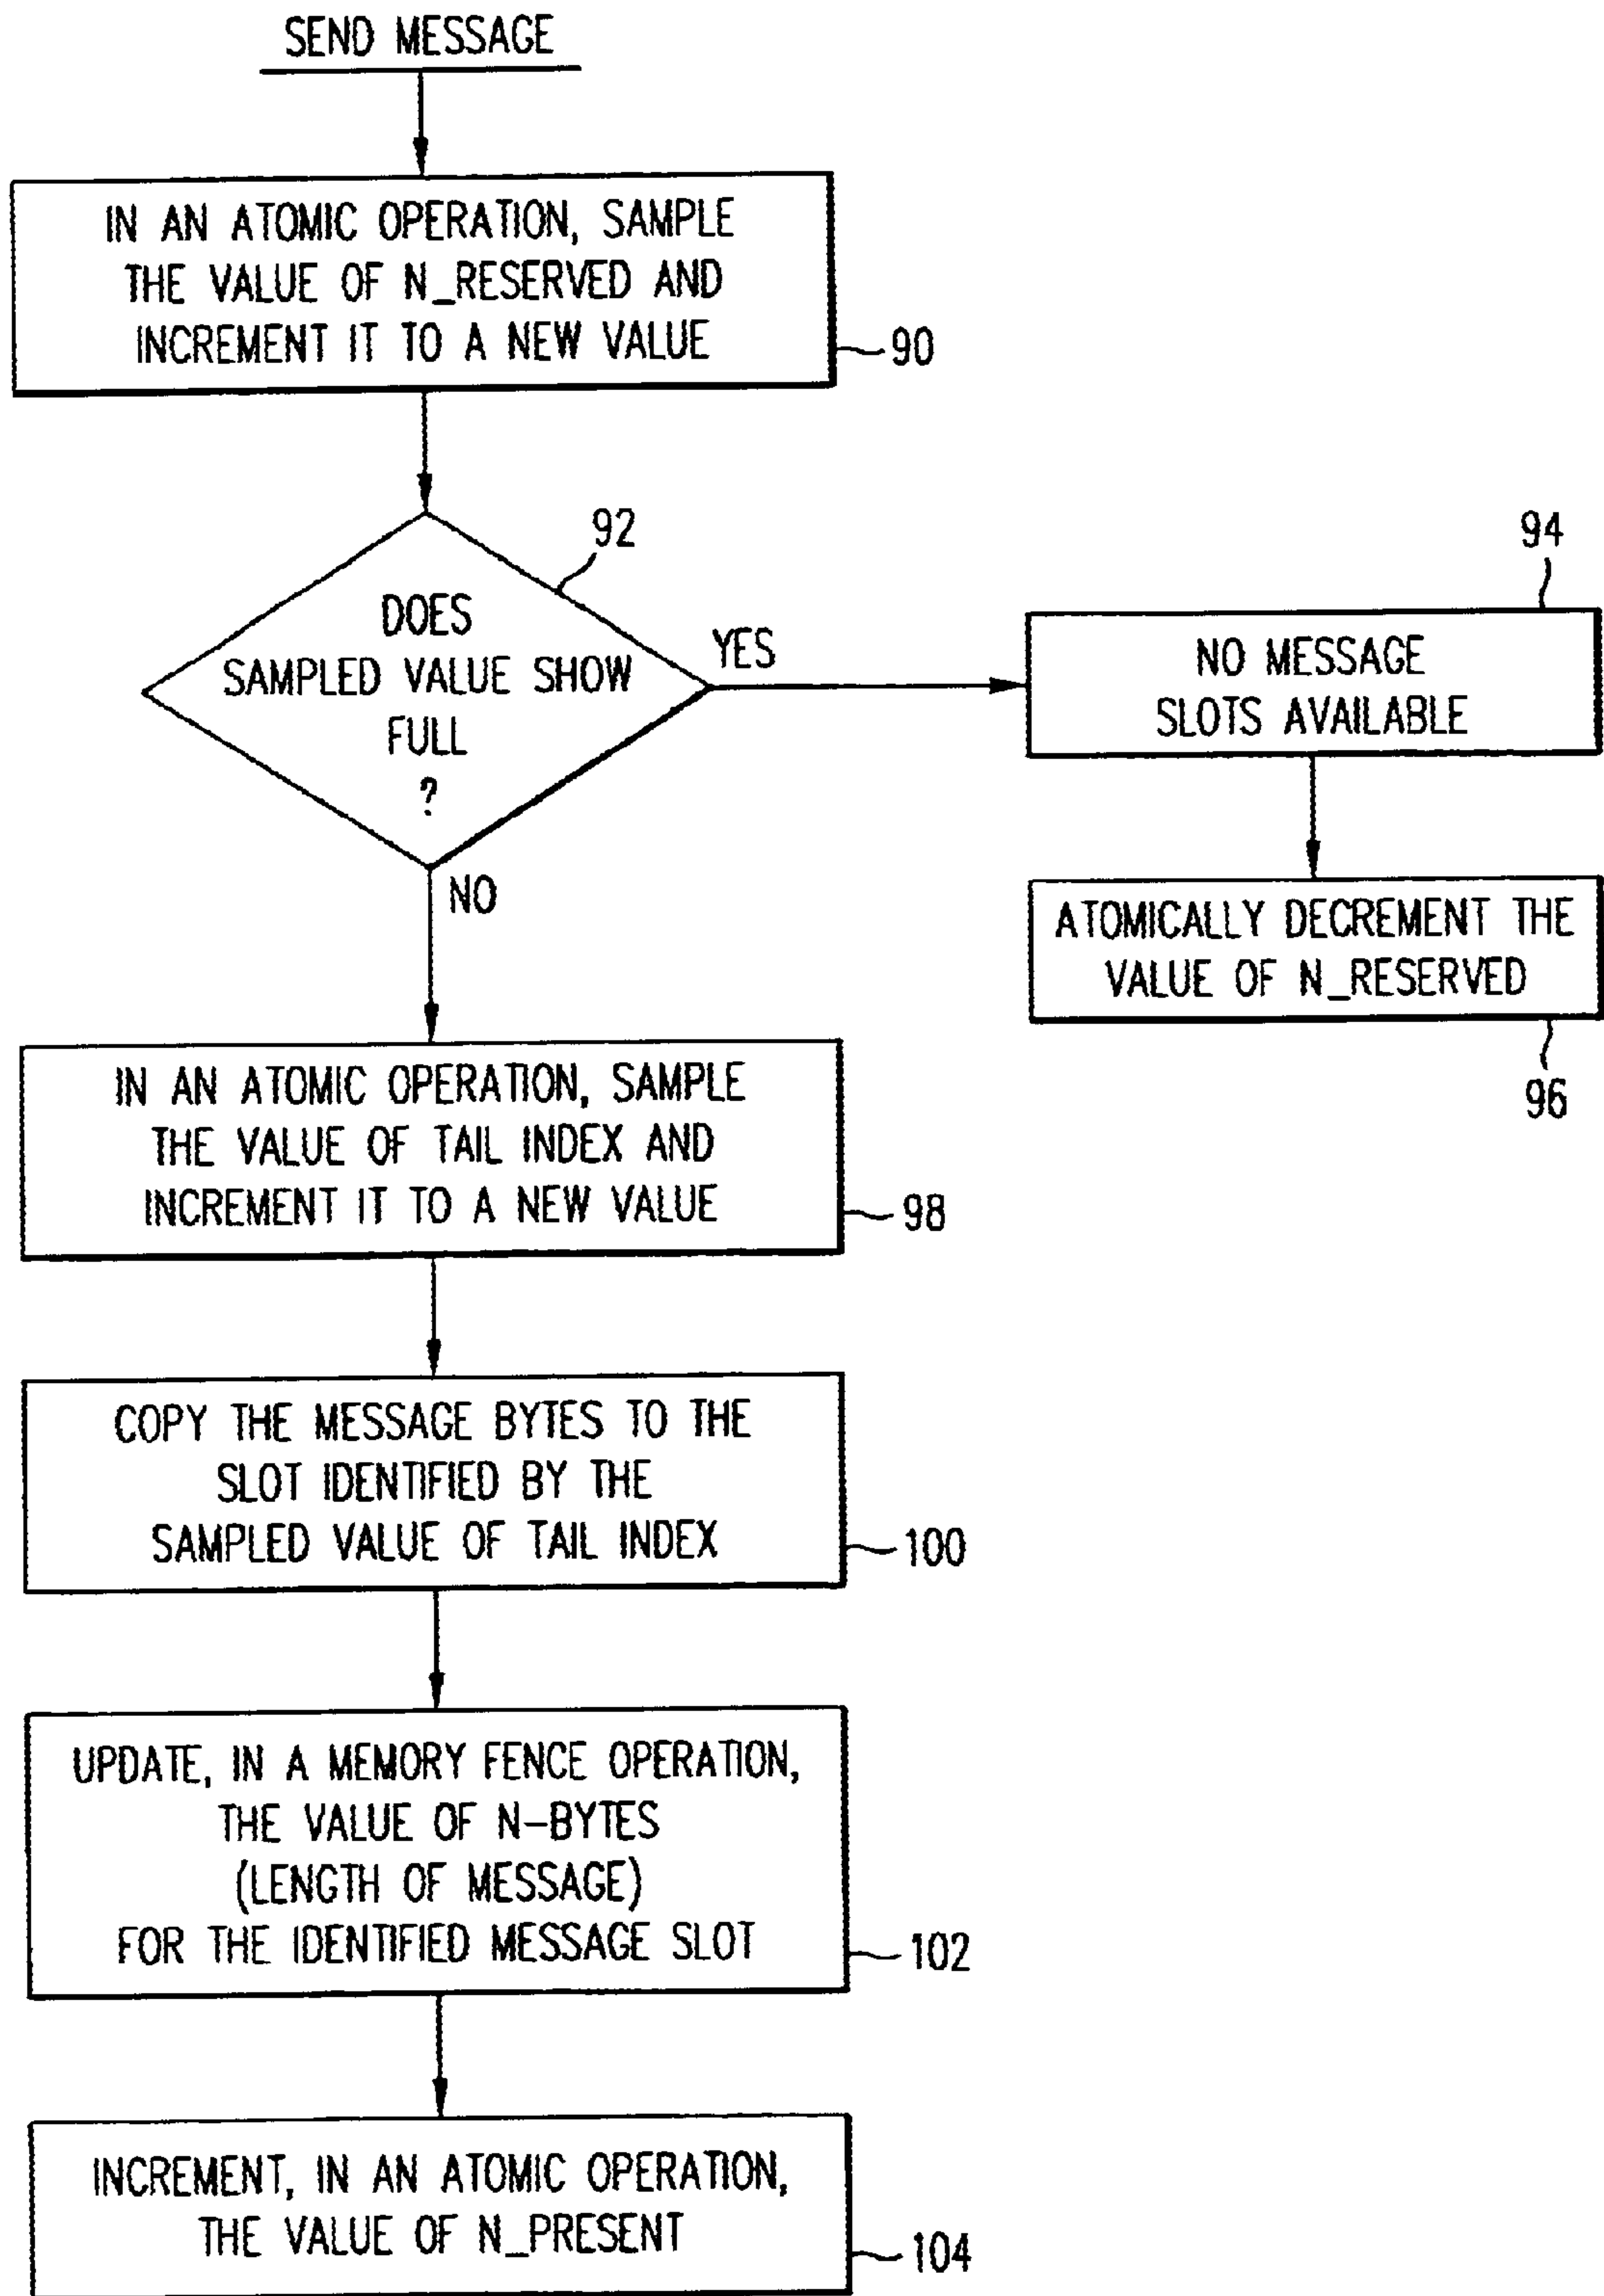 SEND MESSAGE
IN AN ATOMIC OPERATION, SAMPLE
THE VALUE OF N_RESERVED AND
INCREMENT IT TO A NEW VALUE
90
92
DOES
SAMPLED VALUE SHOW
FULL
?
YES
NO
94
NO MESSAGE
SLOTS AVAILABLE
ATOMICALLY DECREMENT THE
VALUE OF N_RESERVED
96
IN AN ATOMIC OPERATION, SAMPLE
THE VALUE OF TAIL INDEX AND
INCREMENT IT TO A NEW VALUE
98
COPY THE MESSAGE BYTES TO THE
SLOT IDENTIFIED BY THE
SAMPLED VALUE OF TAIL INDEX
100
UPDATE, IN A MEMORY FENCE OPERATION,
THE VALUE OF N-BYTES
(LENGTH OF MESSAGE)
FOR THE IDENTIFIED MESSAGE SLOT
102
INCREMENT, IN AN ATOMIC OPERATION,
THE VALUE OF N_PRESENT
104